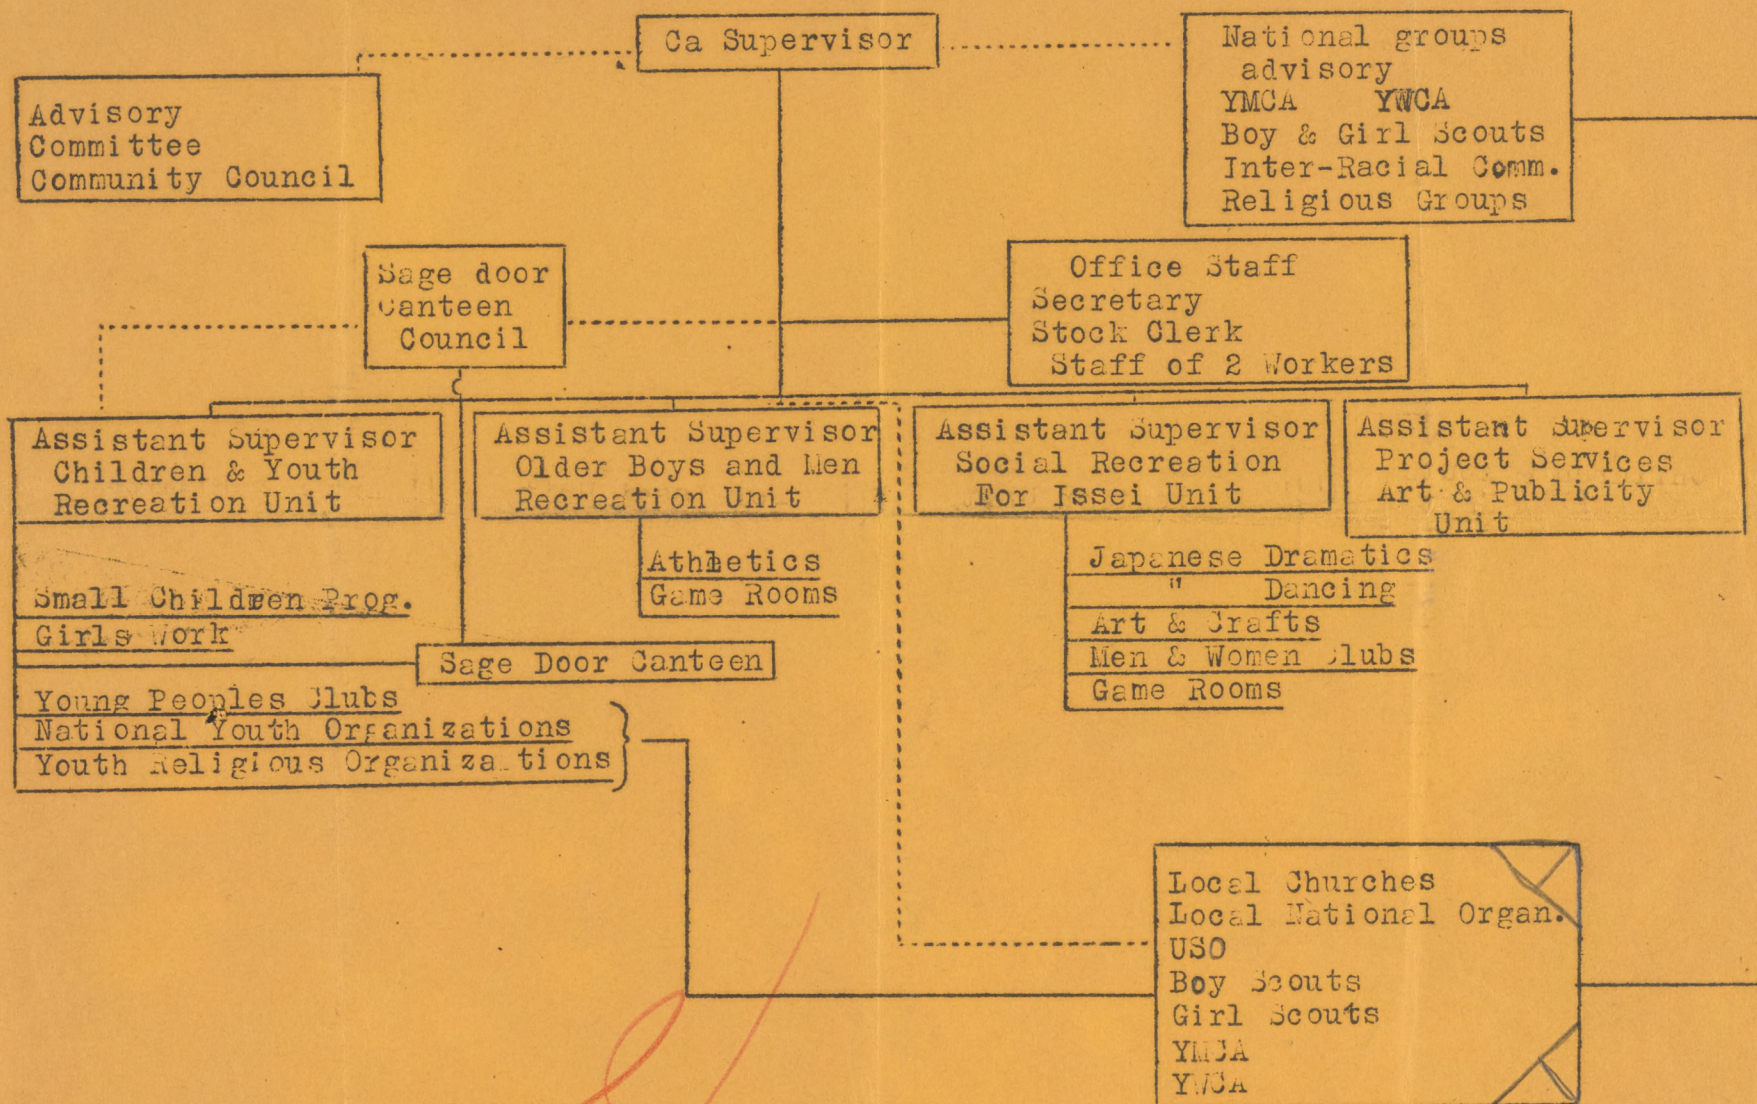 Ca Supervisor
National groups
advisory
YMCA YWCA
Boy & Girl Scouts
Inter-Racial Comm.
Religious Groups
Advisory
Committee
Community Council
Sage door
Canteen
Council
Office Staff
Secretary
Stock Clerk
Staff of 2 Workers
Assistant Supervisor
Children & Youth
Recreation Unit
Small Children Prog.
Girls Work
Sage Door Canteen
Young Peoples Clubs
National Youth Organizations
Youth Religious Organizations
Assistant Supervisor
Older Boys and Men
Recreation Unit
Athletics
Game Rooms
Assistant Supervisor
Social Recreation
For Issei Unit
Japanese Dramatics
" Dancing
Art & Crafts
Men & Women Clubs
Game Rooms
Assistant Supervisor
Project Services
Art & Publicity
Unit
Local Churches
Local National Organ.
USO
Boy Scouts
Girl Scouts
YMCA
YWCA